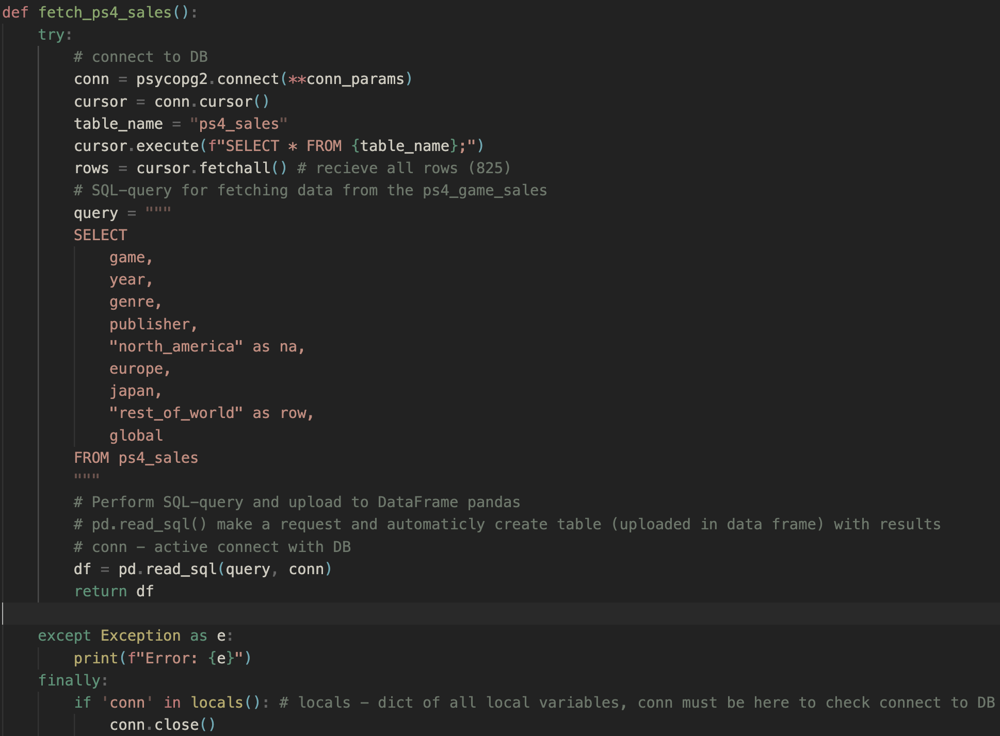 def fetch_ps4_sales():
    try:
        # connect to DB
        conn = psycopg2.connect(**conn_params)
        cursor = conn.cursor()
        table_name = "ps4_sales"
        cursor.execute(f"SELECT * FROM {table_name};")
        rows = cursor.fetchall() # recieve all rows (825)
        # SQL-query for fetching data from the ps4_game_sales
        query = """
        SELECT
            game,
            year,
            genre,
            publisher,
            "north_america" as na,
            europe,
            japan,
            "rest_of_world" as row,
            global
        FROM ps4_sales
        """
        # Perform SQL-query and upload to DataFrame pandas
        # pd.read_sql() make a request and automaticly create table (uploaded in data frame) with results
        # conn - active connect with DB
        df = pd.read_sql(query, conn)
        return df

    except Exception as e:
        print(f"Error: {e}")
    finally:
        if 'conn' in locals(): # locals - dict of all local variables, conn must be here to check connect to DB
            conn.close()